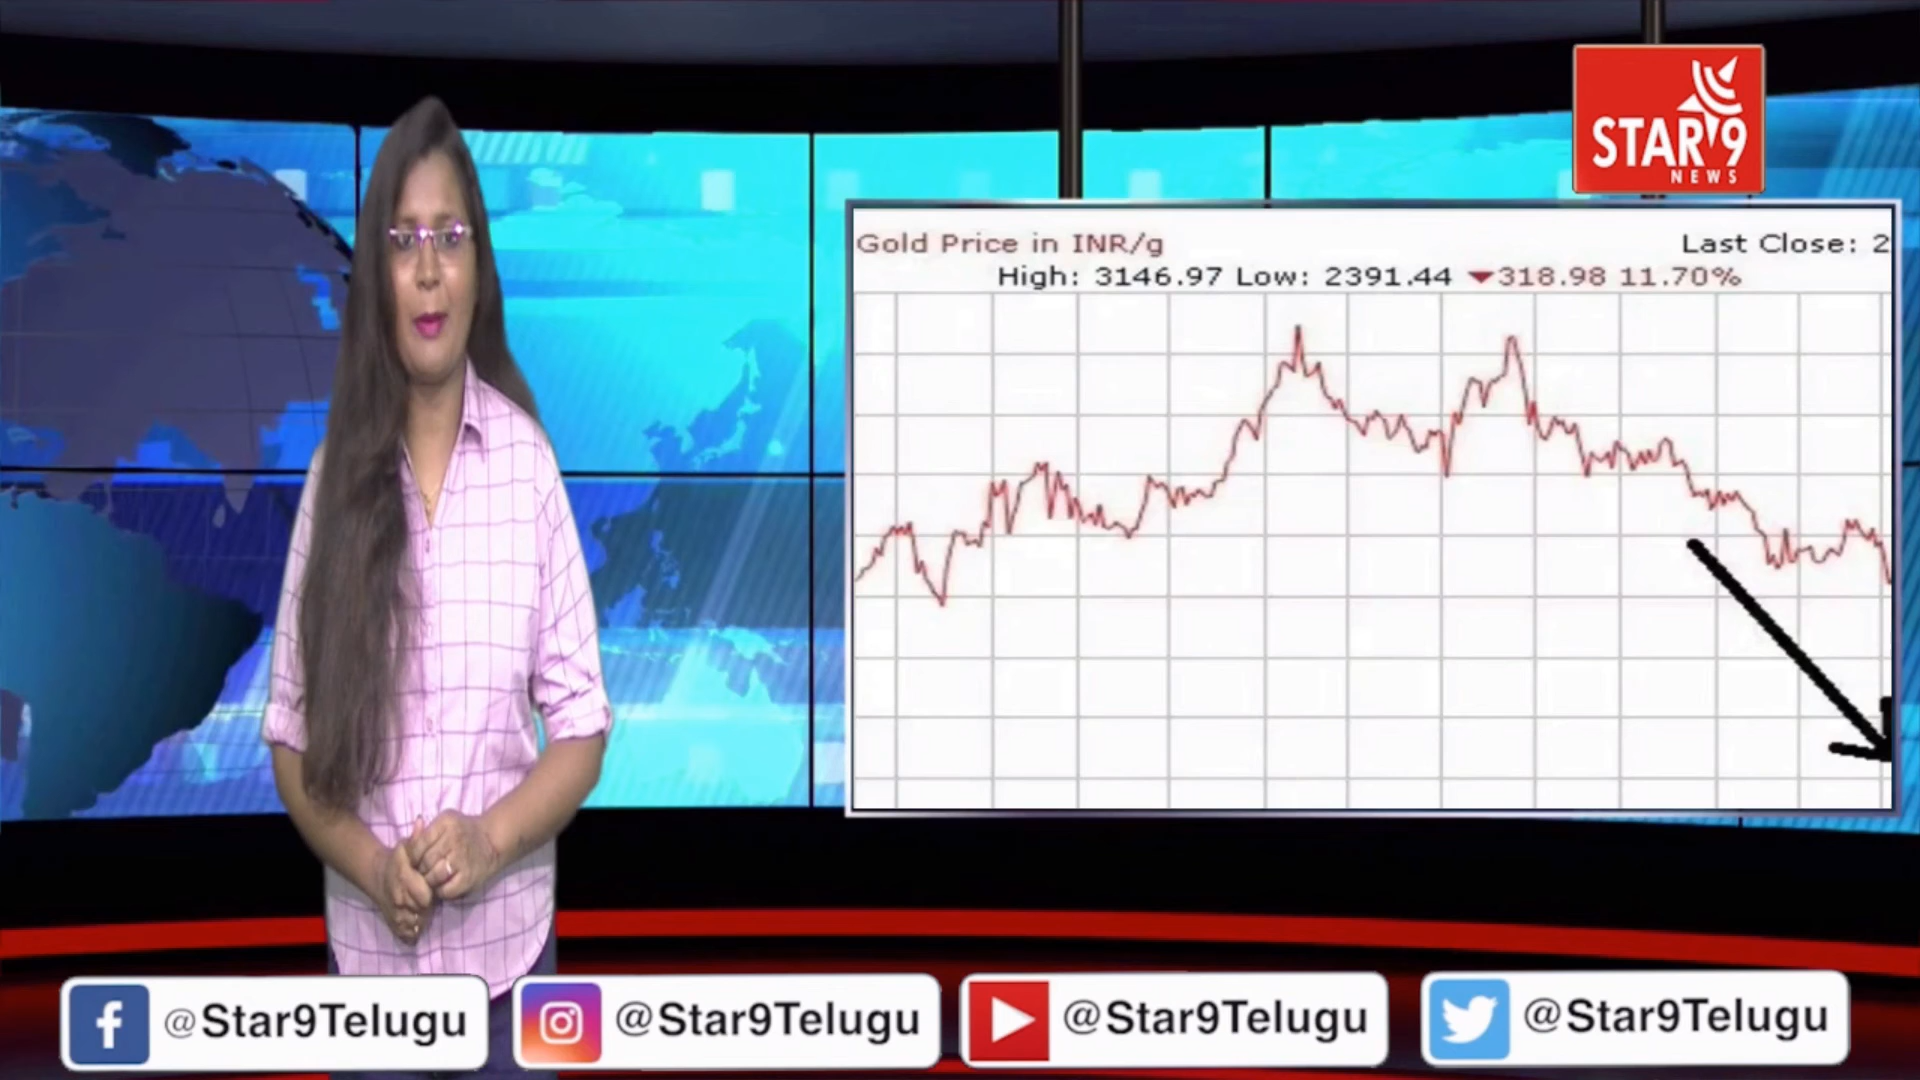 STAR 9
NEWS
Gold Price in INR/g
Last Close: 2
High: 3146.97 Low: 2391.44 ▼318.98 11.70%
@Star9Telugu
@Star9Telugu
@Star9Telugu
@Star9Telugu